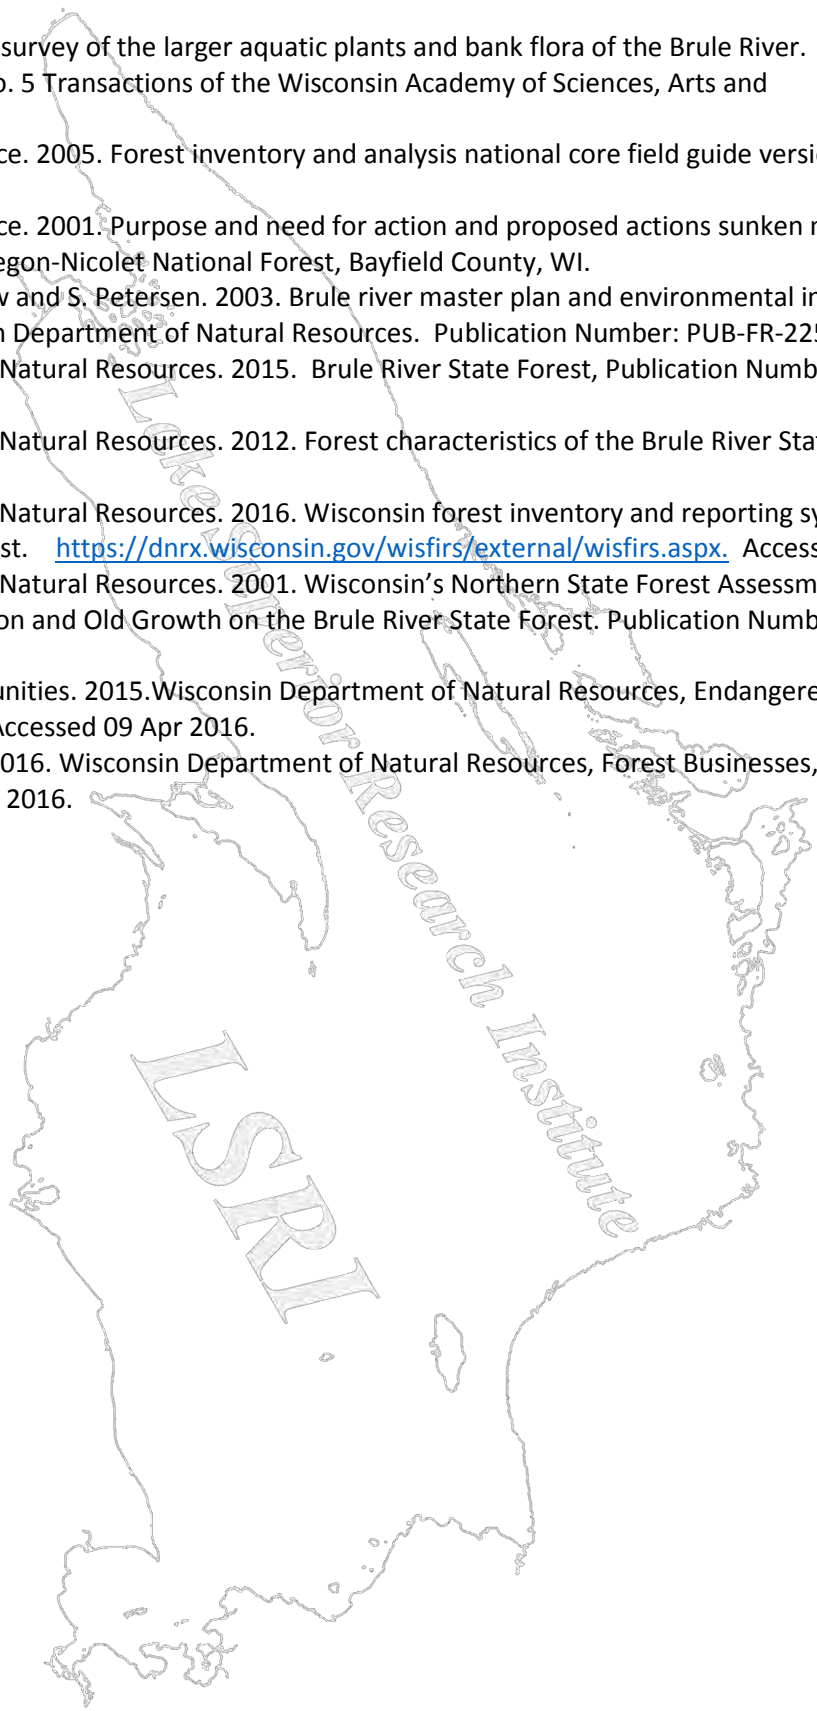 survey of the larger aquatic plants and bank flora of the Brule River.
o. 5 Transactions of the Wisconsin Academy of Sciences, Arts and
ce. 2005. Forest inventory and analysis national core field guide versi
ce. 2001. Purpose and need for action and proposed actions sunken
egon-Nicolet National Forest, Bayfield County, WI.
w and S. Petersen. 2003. Brule river master plan and environmental i
n Department of Natural Resources.  Publication Number: PUB-FR-225
Natural Resources. 2015.  Brule River State Forest, Publication Numb
Natural Resources. 2012. Forest characteristics of the Brule River Sta
Natural Resources. 2016. Wisconsin forest inventory and reporting sy
st.   https://dnrx.wisconsin.gov/wisfirs/external/wisfirs.aspx.  Access
Natural Resources. 2001. Wisconsin’s Northern State Forest Assessm
on and Old Growth on the Brule River State Forest. Publication Numb
unities. 2015.Wisconsin Department of Natural Resources, Endangere
Accessed 09 Apr 2016.
016. Wisconsin Department of Natural Resources, Forest Businesses,
2016.
Lake Superior Research Institute
LSRI